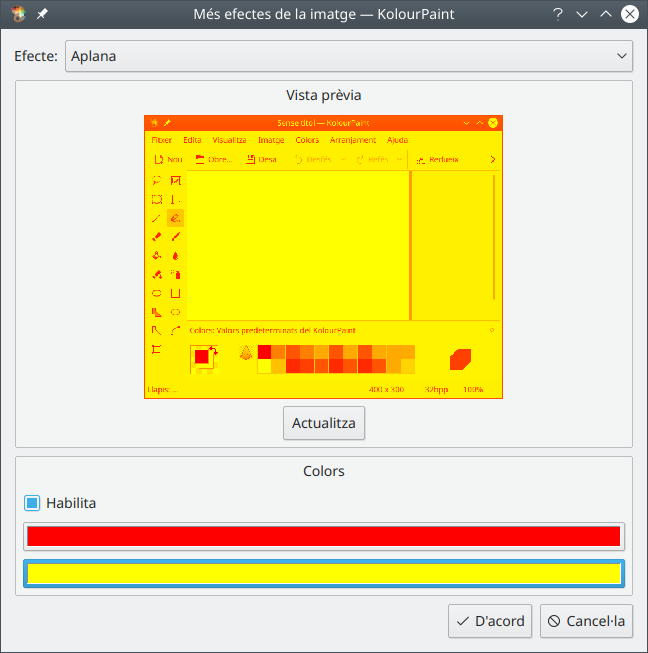 Més efectes de la imatge — KolourPaint
Efecte: Aplana
Vista prèvia
Sense títol — KolourPaint
Fitxer Edita Visualitza Imatge Colors Arranjament Ajuda
Nou Obre... Desa Desfés Refés Redueix
Colors: Valors predeterminats del KolourPaint
Llapis: ...
400 x 300 32bpp 100%
Actualitza
Colors
Habilita
D'acord Cancel·la